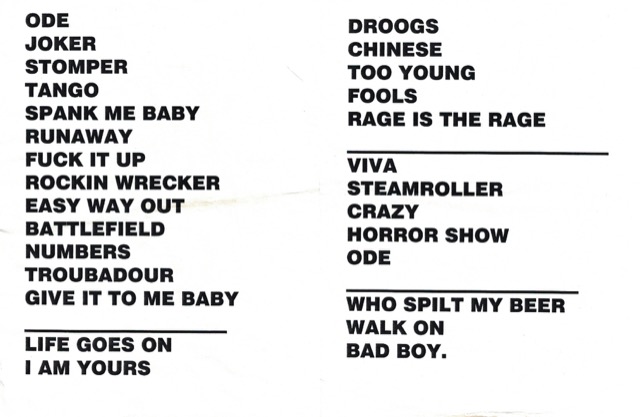 ODE
JOKER
STOMPER
TANGO
SPANK ME BABY
RUNAWAY
FUCK IT UP
ROCKIN WRECKER
EASY WAY OUT
BATTLEFIELD
NUMBERS
TROUBADOUR
GIVE IT TO ME BABY
LIFE GOES ON
I AM YOURS
DROOGS
CHINESE
TOO YOUNG
FOOLS
RAGE IS THE RAGE
VIVA
STEAMROLLER
CRAZY
HORROR SHOW
ODE
WHO SPILT MY BEER
WALK ON
BAD BOY.